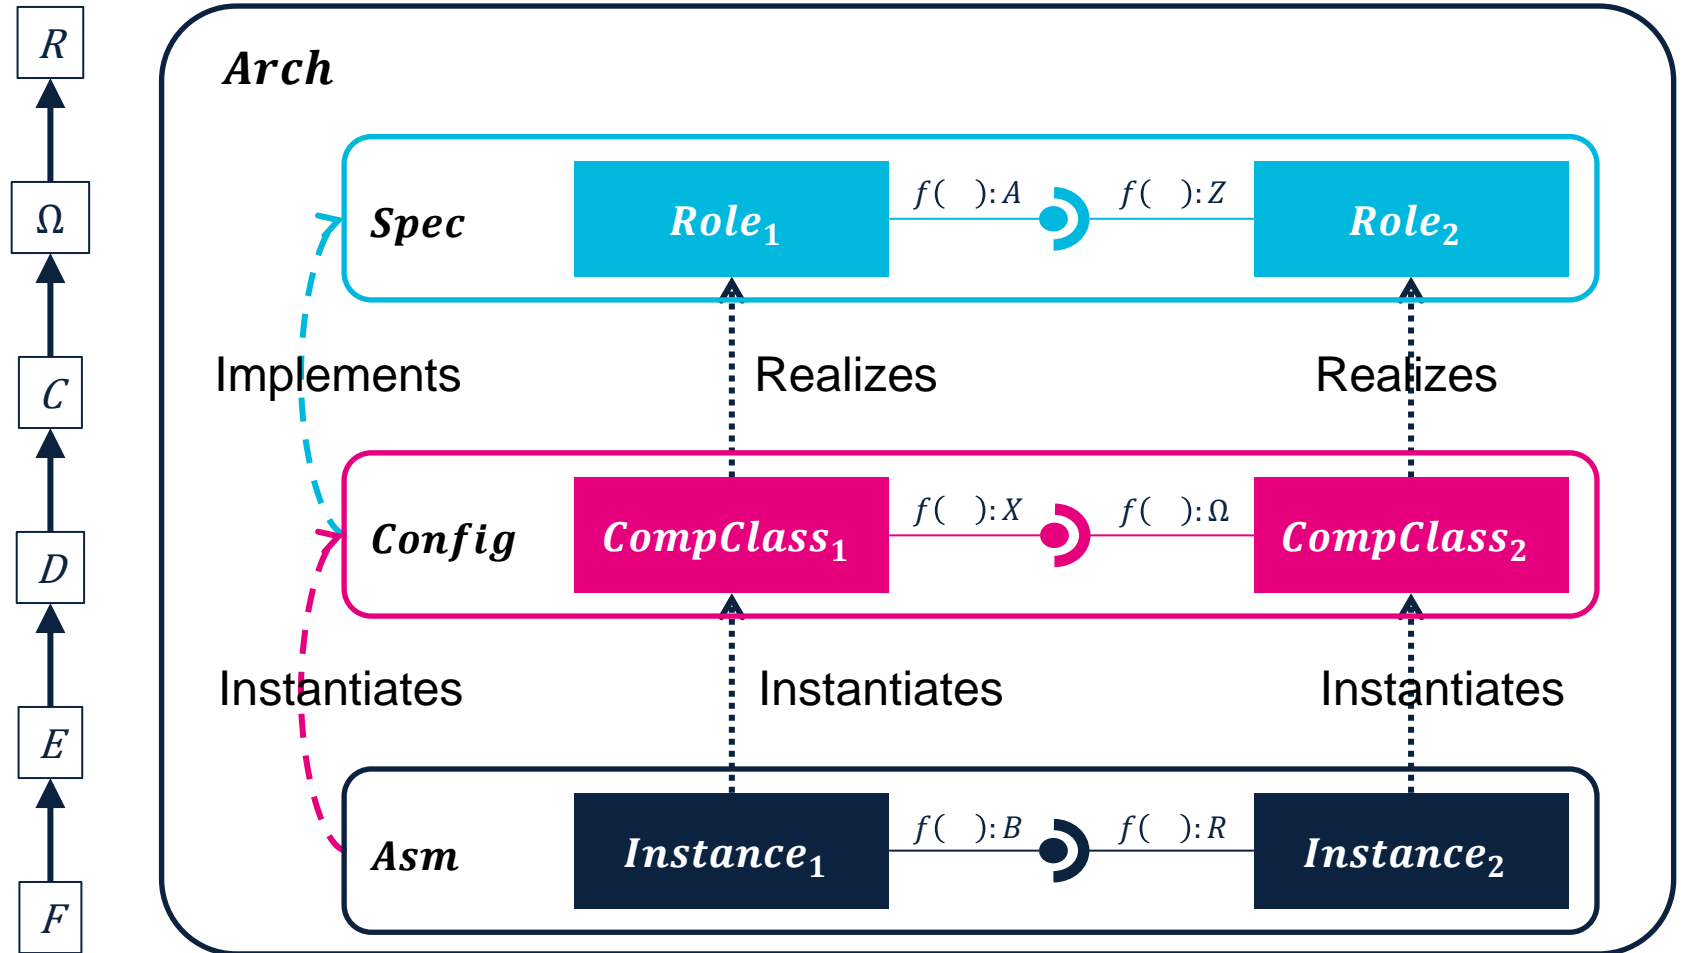 R
Ω
C
D
E
F
Arch
Spec
Role₁
f( ): A
f( ): Z
Role₂
Implements
Realizes
Realizes
Config
CompClass₁
f( ): X
f( ): Ω
CompClass₂
Instantiates
Instantiates
Instantiates
Asm
Instance₁
f( ): B
f( ): R
Instance₂